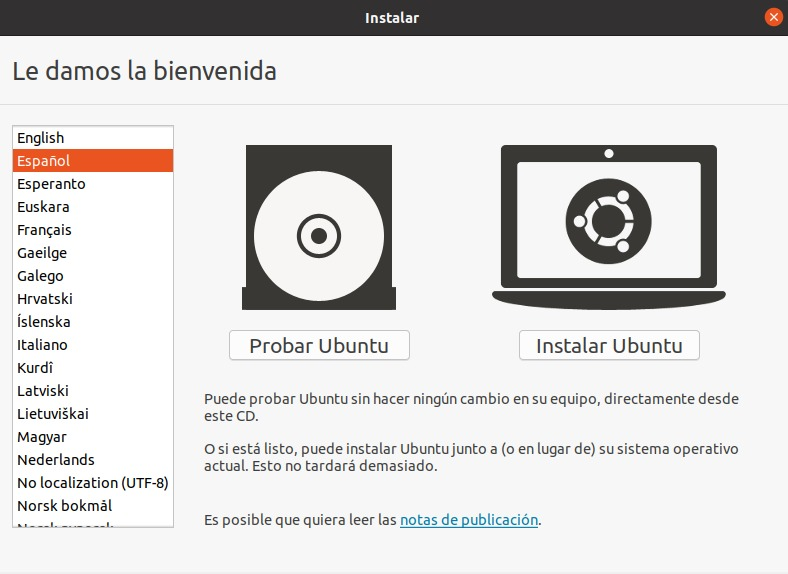 Instalar
Le damos la bienvenida
English
Español
Esperanto
Euskara
Français
Gaeilge
Galego
Hrvatski
Íslenska
Italiano
Kurdî
Latviski
Lietuviškai
Magyar
Nederlands
No localization (UTF-8)
Norsk bokmål
Probar Ubuntu
Instalar Ubuntu
Puede probar Ubuntu sin hacer ningún cambio en su equipo, directamente desde
este CD.
O si está listo, puede instalar Ubuntu junto a (o en lugar de) su sistema operativo
actual. Esto no tardará demasiado.
Es posible que quiera leer las notas de publicación.